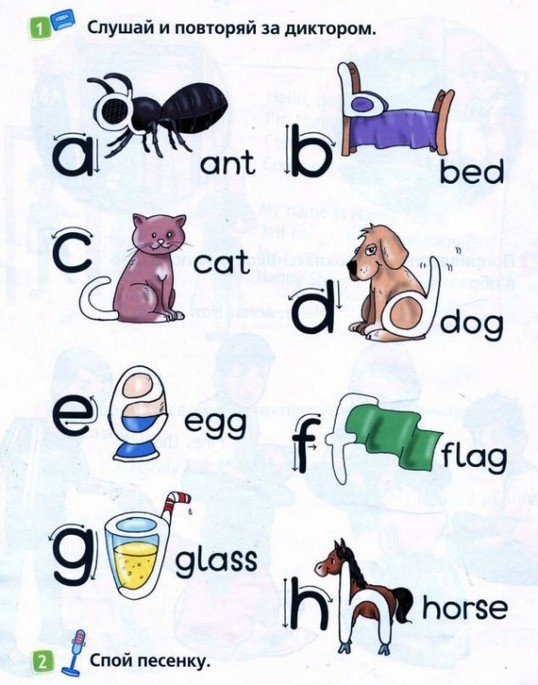 1 Слушай и повторяй за диктором.
a ant
b bed
c cat
d dog
e egg
f flag
g glass
h horse
2 Спой песенку.